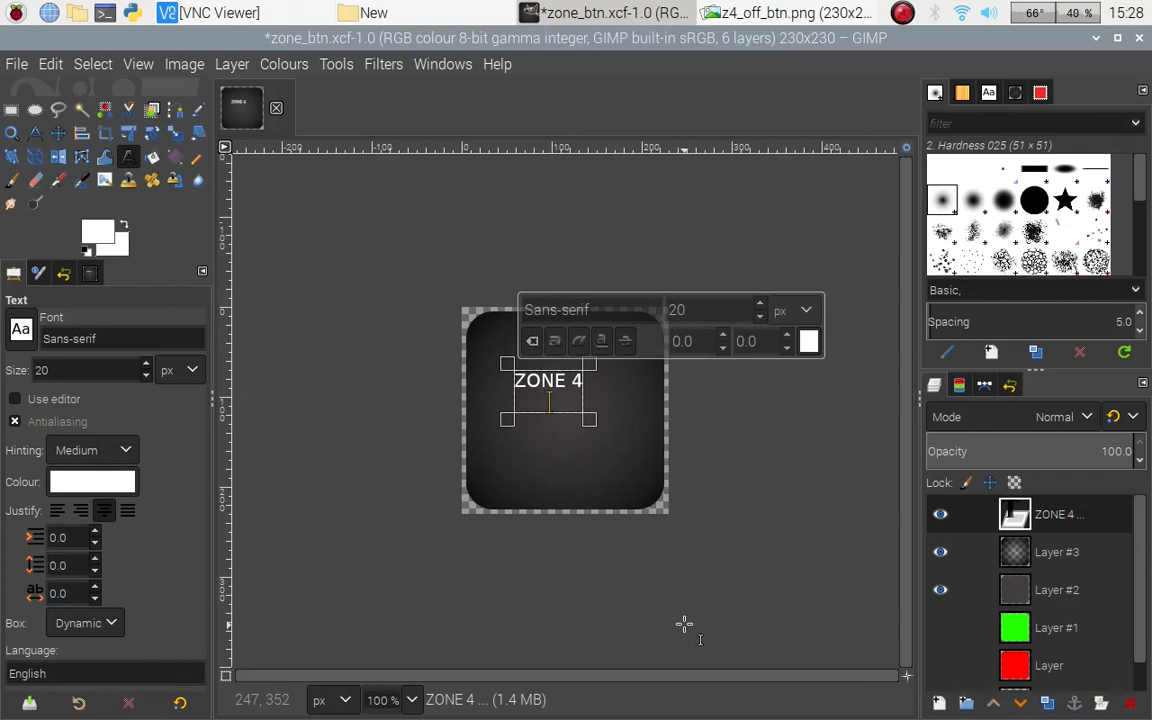 [VNC Viewer]
New
*zone_btn.xcf-1.0 (RG...
z4_off_btn.png (230x2...
66°
40 %
15:28
*zone_btn.xcf-1.0 (RGB colour 8-bit gamma integer, GIMP built-in sRGB, 6 layers) 230x230 – GIMP
File Edit Select View Image Layer Colours Tools Filters Windows Help
filter
2. Hardness 025 (51 × 51)
Basic,
Spacing 5.0
Text
Aa
Font
Sans-serif
Size: 20 px
Use editor
Antialiasing
Hinting: Medium
Colour:
Justify:
0.0
0.0
0.0
Box: Dynamic
Language:
English
Sans-serif 20 px
0.0 0.0
ZONE 4
Mode Normal
Opacity 100.0
Lock:
ZONE 4 ...
Layer #3
Layer #2
Layer #1
Layer
247, 352 px 100 % ZONE 4 ... (1.4 MB)